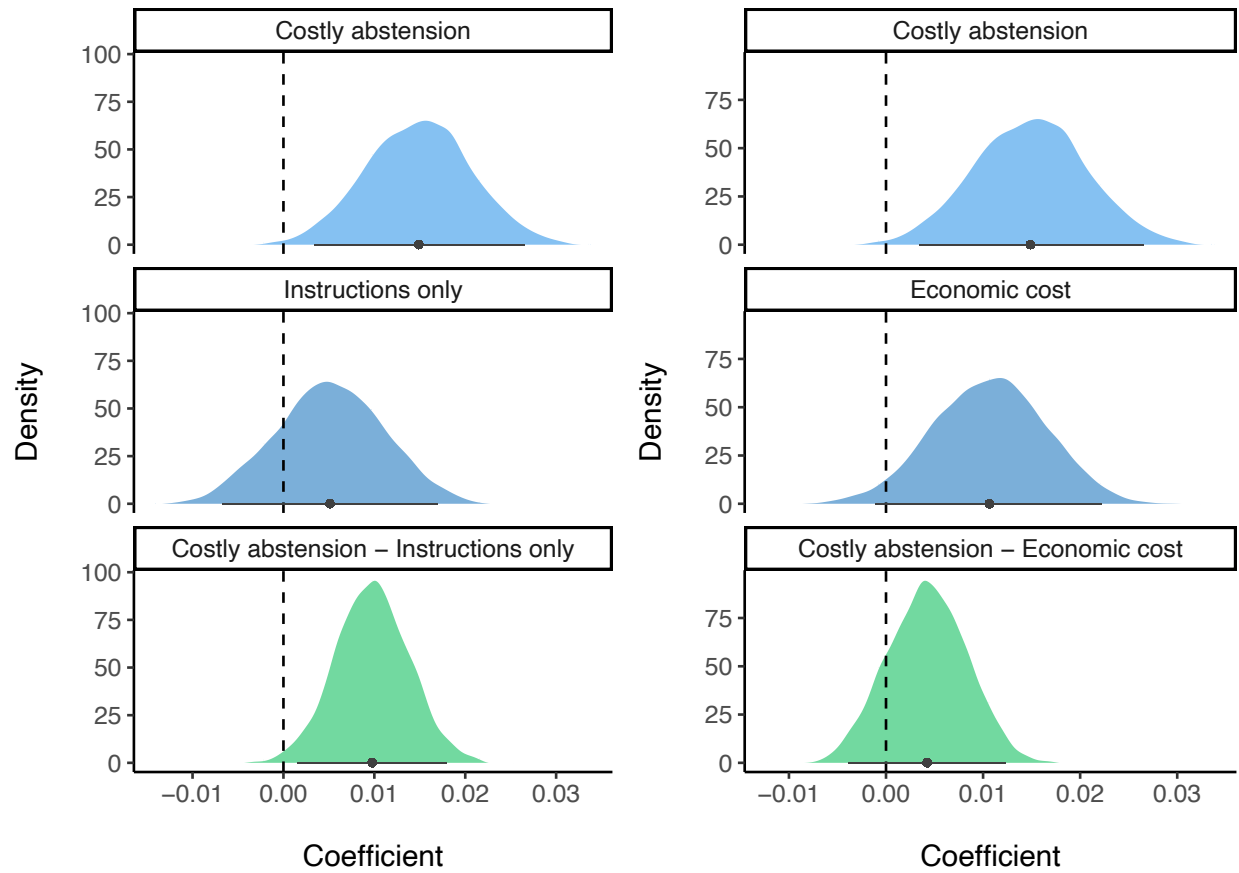 Costly abstension
100
75
50
25
0
Instructions only
100
75
50
25
0
Costly abstension − Instructions only
100
75
50
25
0
−0.01 0.00 0.01 0.02 0.03
Density
Coefficient
Costly abstension
75
50
25
0
Economic cost
75
50
25
0
Costly abstension − Economic cost
75
50
25
0
−0.01 0.00 0.01 0.02 0.03
Density
Coefficient